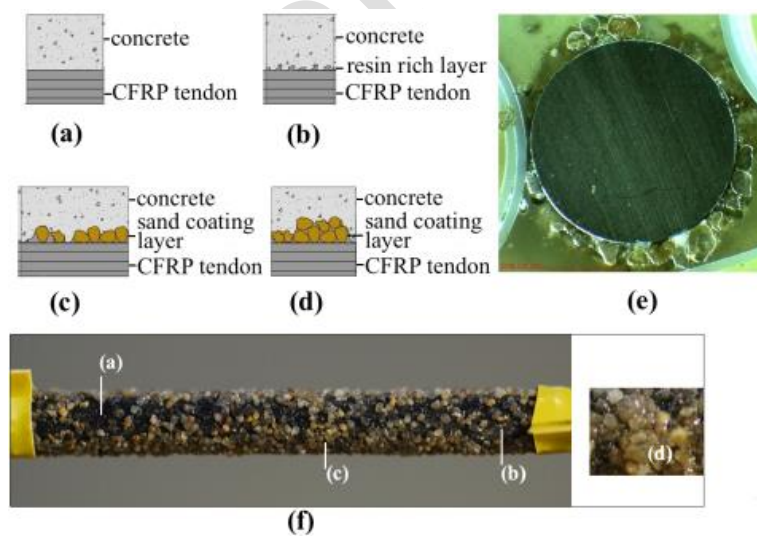 concrete
CFRP tendon
(a)
concrete
resin rich layer
CFRP tendon
(b)
concrete
sand coating
layer
CFRP tendon
(c)
concrete
sand coating
layer
CFRP tendon
(d)
(e)
(a)
(c)
(b)
(d)
(f)